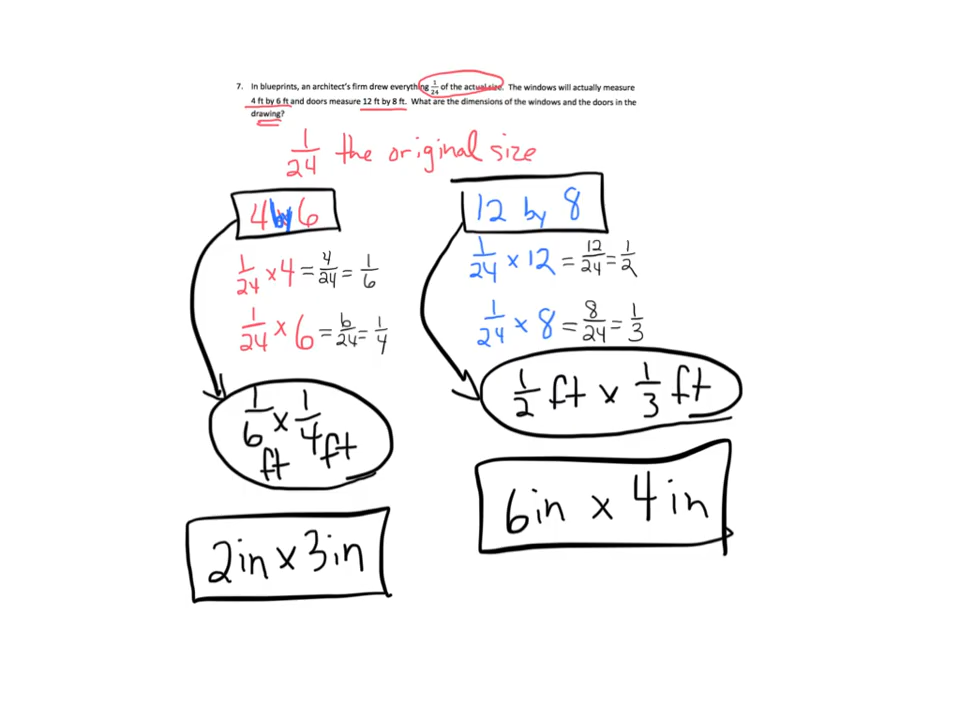 7. In blueprints, an architect's firm drew everything 1/24 of the actual size. The windows will actually measure
4 ft by 6 ft and doors measure 12 ft by 8 ft. What are the dimensions of the windows and the doors in the
drawing?
1/24 the original size
4 by 6
12 by 8
1/24 x 4 = 4/24 = 1/6
1/24 x 12 = 12/24 = 1/2
1/24 x 6 = 6/24 = 1/4
1/24 x 8 = 8/24 = 1/3
1/6 ft x 1/4 ft
1/2 ft x 1/3 ft
2in x 3in
6in x 4in